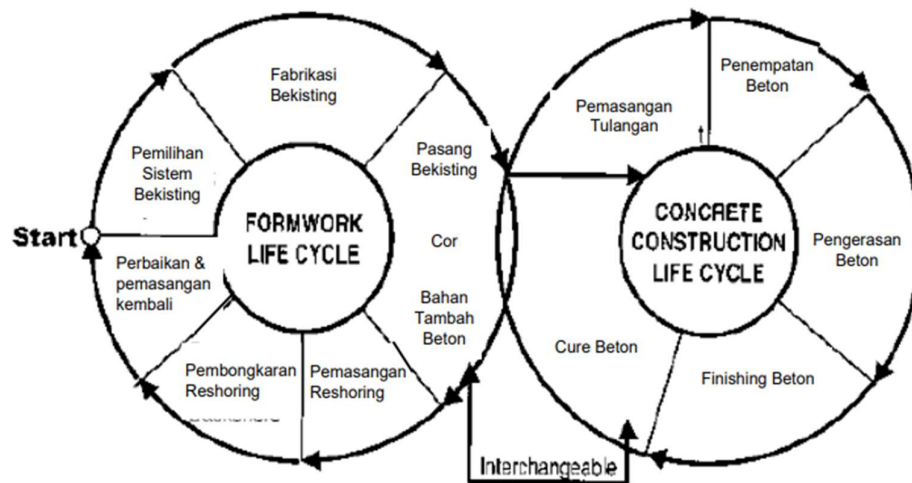 Fabrikasi
Bekisting
Pemilihan
Sistem
Bekisting
Start
Perbaikan &
pemasangan
kembali
FORMWORK
LIFE CYCLE
Pasang
Bekisting
Cor
Bahan
Tambah
Beton
Pembongkaran
Reshoring
Pemasangan
Reshoring
Pemasangan
Tulangan
Penempatan
Beton
CONCRETE
CONSTRUCTION
LIFE CYCLE
Pengerasan
Beton
Cure Beton
Finishing Beton
Interchangeable